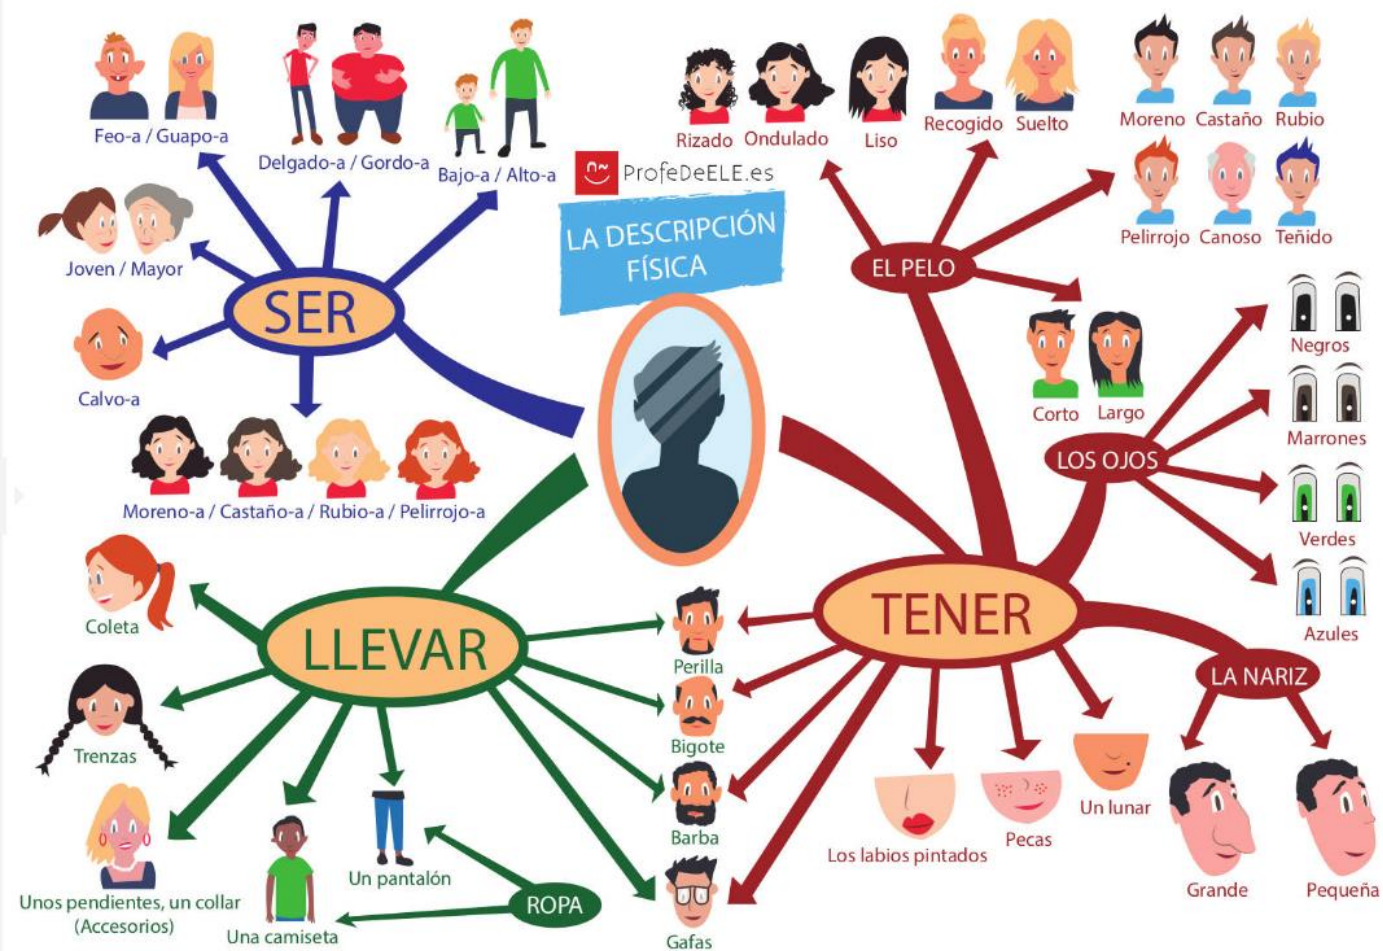 Feo-a / Guapo-a
Delgado-a / Gordo-a
Bajo-a / Alto-a
Joven / Mayor
SER
Calvo-a
Moreno-a / Castaño-a / Rubio-a / Pelirrojo-a
ProfeDeELE.es
LA DESCRIPCIÓN
FÍSICA
Rizado
Ondulado
Liso
Recogido
Suelto
Moreno
Castaño
Rubio
Pelirrojo
Canoso
Teñido
EL PELO
Corto
Largo
LOS OJOS
Negros
Marrones
Verdes
Azules
TENER
LA NARIZ
Grande
Pequeña
Un lunar
Pecas
Los labios pintados
LLEVAR
Coleta
Trenzas
Unos pendientes, un collar
(Accesorios)
Una camiseta
Un pantalón
ROPA
Perilla
Bigote
Barba
Gafas